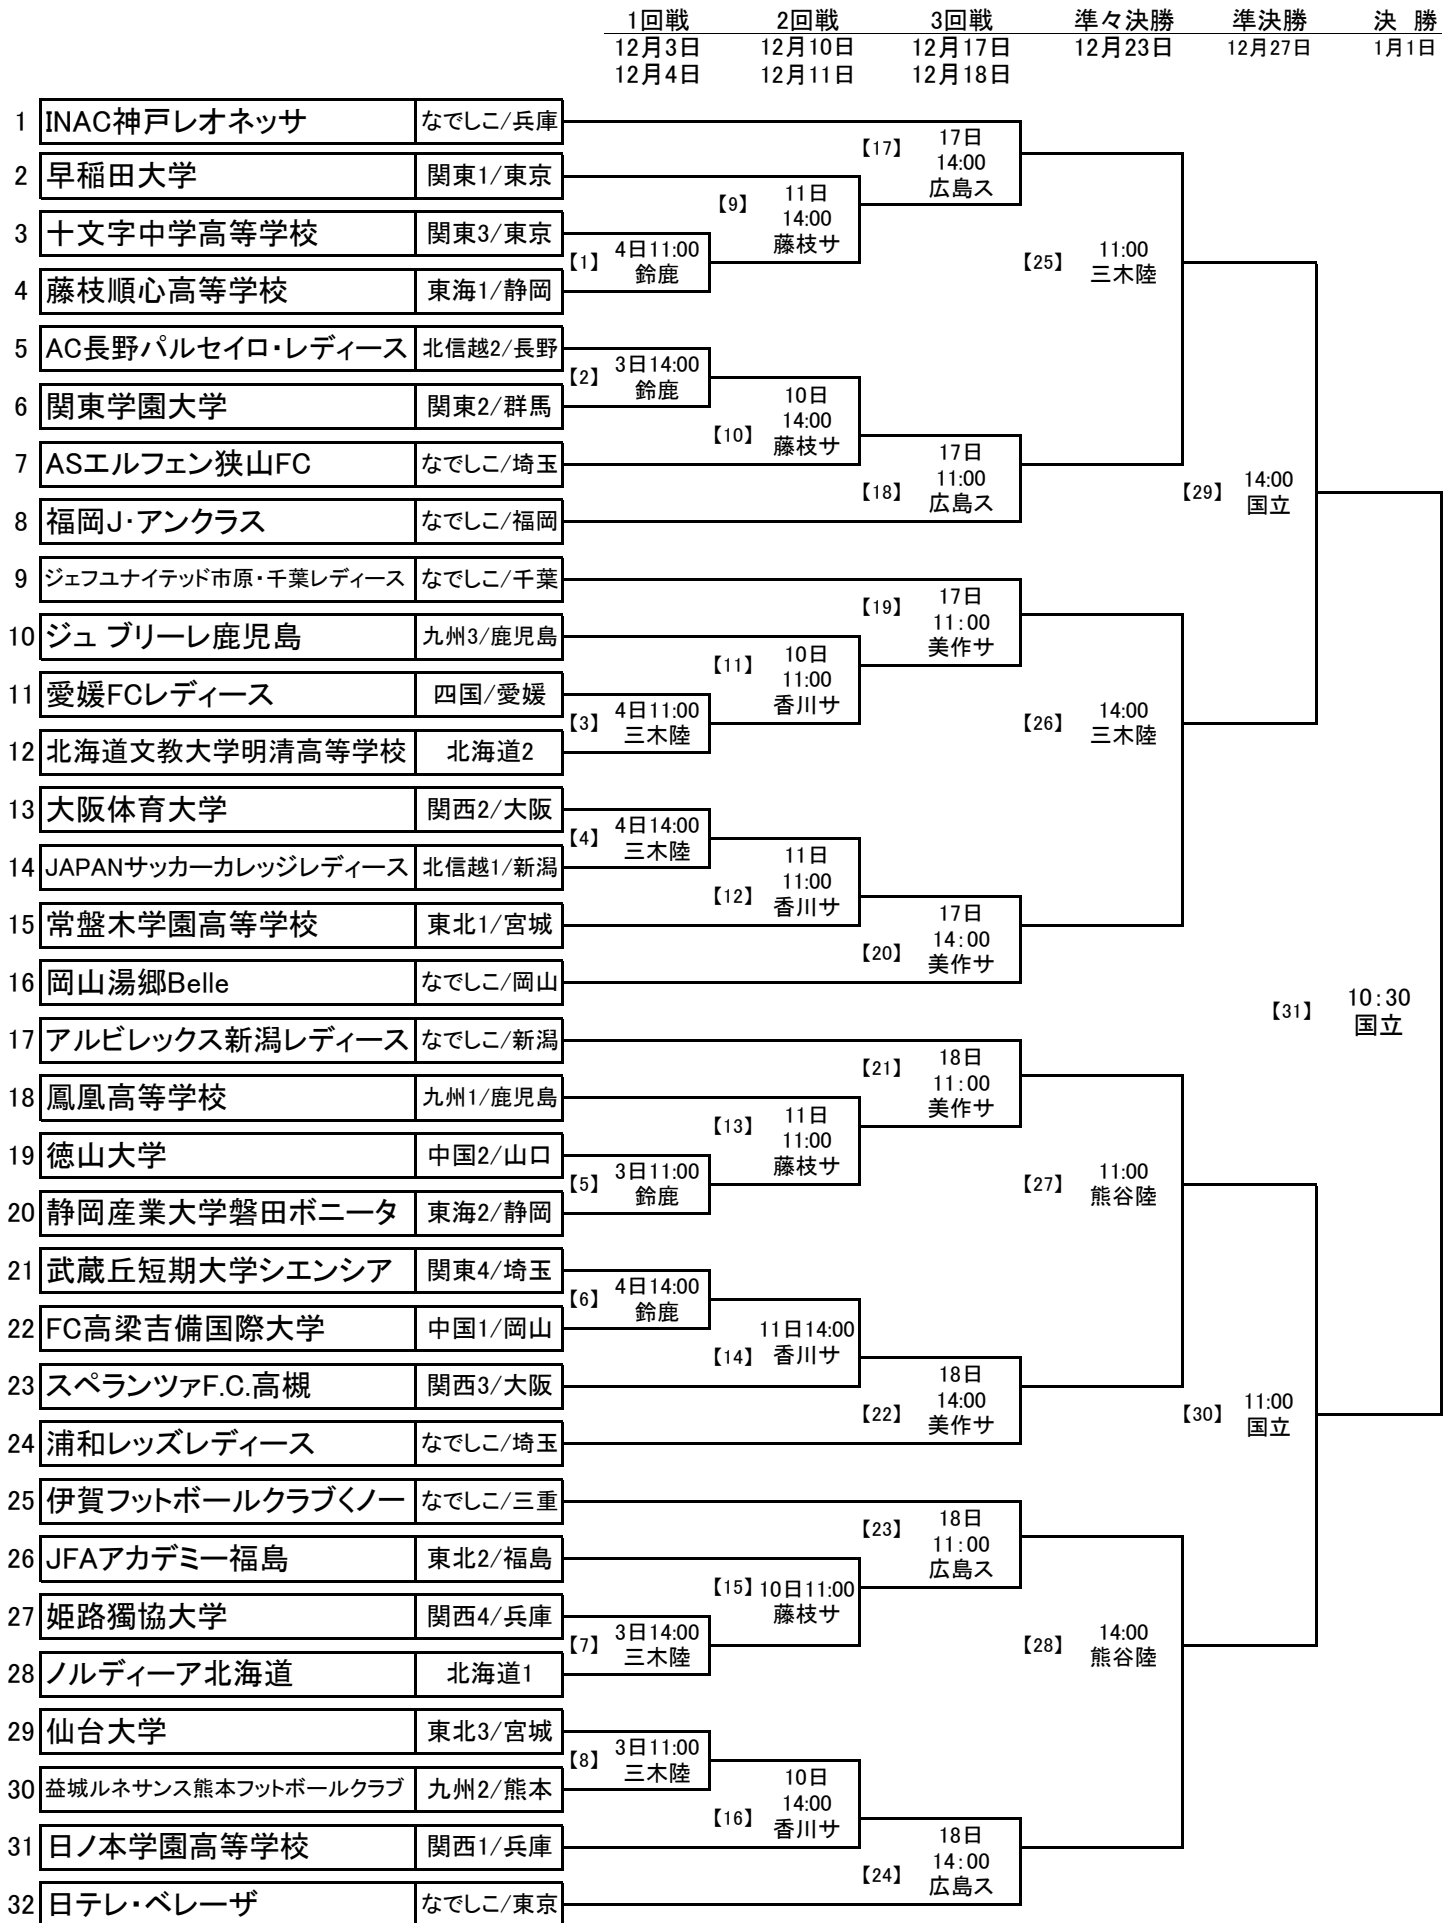 1回戦 2回戦 3回戦 準々決勝 準決勝 決 勝
12月3日 12月10日 12月17日 12月23日 12月27日 1月1日
12月4日 12月11日 12月18日
1 INAC神戸レオネッサ なでしこ/兵庫
【17】 17日
14:00
広島ス
2 早稲田大学 関東1/東京
【9】 11日
14:00
藤枝サ
3 十文字中学高等学校 関東3/東京
【1】 4日11:00
鈴鹿
【25】 11:00
三木陸
4 藤枝順心高等学校 東海1/静岡
5 AC長野パルセイロ・レディース 北信越2/長野
【2】 3日14:00
鈴鹿
6 関東学園大学 関東2/群馬
【10】 10日
14:00
藤枝サ
7 ASエルフェン狭山FC なでしこ/埼玉
【18】 17日
11:00
広島ス
【29】 14:00
国立
8 福岡J・アンクラス なでしこ/福岡
9 ジェフユナイテッド市原・千葉レディース なでしこ/千葉
【19】 17日
11:00
美作サ
10 ジュ ブリーレ鹿児島 九州3/鹿児島
【11】 10日
11:00
香川サ
11 愛媛FCレディース 四国/愛媛
【3】 4日11:00
三木陸
【26】 14:00
三木陸
12 北海道文教大学明清高等学校 北海道2
13 大阪体育大学 関西2/大阪
【4】 4日14:00
三木陸
14 JAPANサッカーカレッジレディース 北信越1/新潟
【12】 11日
11:00
香川サ
15 常盤木学園高等学校 東北1/宮城
【20】 17日
14:00
美作サ
16 岡山湯郷Belle なでしこ/岡山
【31】 10:30
国立
17 アルビレックス新潟レディース なでしこ/新潟
【21】 18日
11:00
美作サ
18 鳳凰高等学校 九州1/鹿児島
【13】 11日
11:00
藤枝サ
19 徳山大学 中国2/山口
【5】 3日11:00
鈴鹿
【27】 11:00
熊谷陸
20 静岡産業大学磐田ボニータ 東海2/静岡
21 武蔵丘短期大学シエンシア 関東4/埼玉
【6】 4日14:00
鈴鹿
22 FC高梁吉備国際大学 中国1/岡山
【14】 11日14:00
香川サ
23 スペランツァF.C.高槻 関西3/大阪
【22】 18日
14:00
美作サ
【30】 11:00
国立
24 浦和レッズレディース なでしこ/埼玉
25 伊賀フットボールクラブくノ一 なでしこ/三重
【23】 18日
11:00
広島ス
26 JFAアカデミー福島 東北2/福島
【15】 10日11:00
藤枝サ
27 姫路獨協大学 関西4/兵庫
【7】 3日14:00
三木陸
【28】 14:00
熊谷陸
28 ノルディーア北海道 北海道1
29 仙台大学 東北3/宮城
【8】 3日11:00
三木陸
30 益城ルネサンス熊本フットボールクラブ 九州2/熊本
【16】 10日
14:00
香川サ
31 日ノ本学園高等学校 関西1/兵庫
【24】 18日
14:00
広島ス
32 日テレ・ベレーザ なでしこ/東京